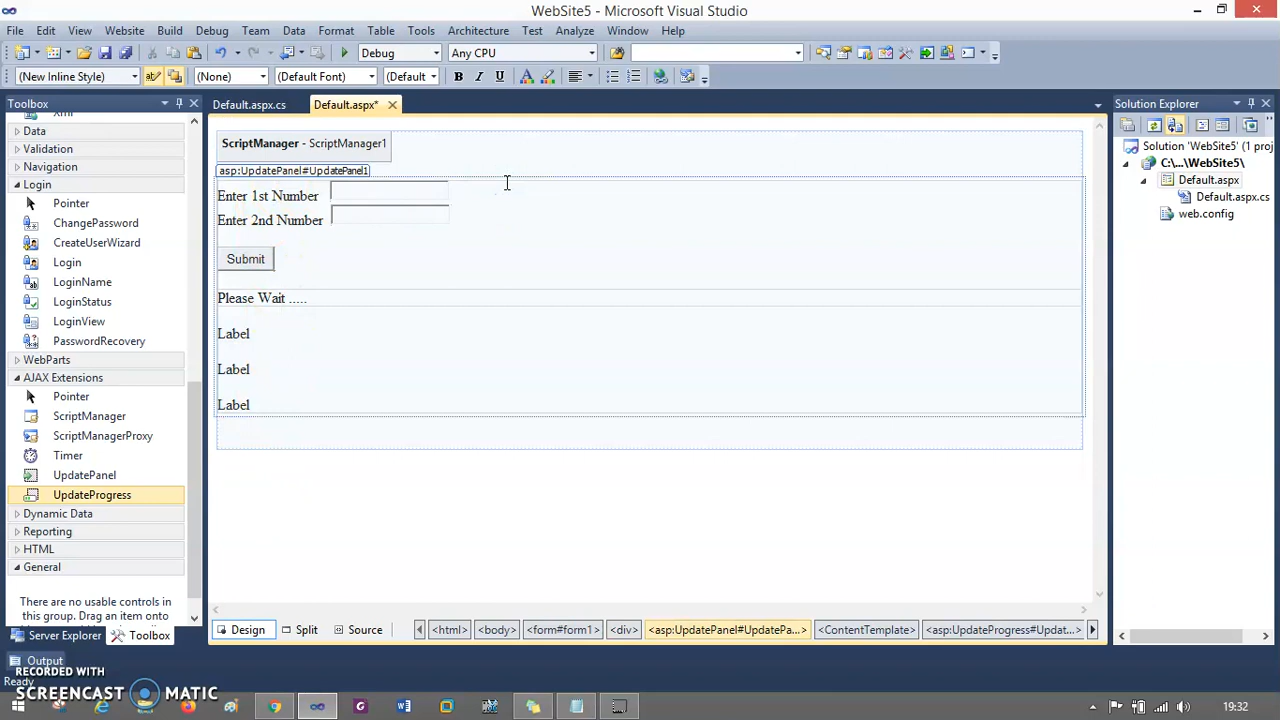 WebSite5 - Microsoft Visual Studio
File Edit View Website Build Debug Team Data Format Table Tools Architecture Test Analyze Window Help
Debug Any CPU
(New Inline Style) (None) (Default Font) (Default B I U A
Toolbox
Xml
Data
Validation
Navigation
Login
Pointer
ChangePassword
CreateUserWizard
Login
LoginName
LoginStatus
LoginView
PasswordRecovery
WebParts
AJAX Extensions
Pointer
ScriptManager
ScriptManagerProxy
Timer
UpdatePanel
UpdateProgress
Dynamic Data
Reporting
HTML
General
There are no usable controls in
this group. Drag an item onto
Server Explorer Toolbox
Default.aspx.cs Default.aspx*
ScriptManager - ScriptManager1
asp:UpdatePanel#UpdatePanel1
Enter 1st Number
Enter 2nd Number
Submit
Please Wait .....
Label
Label
Label
Design Split Source <html> <body> <form#form1> <div> <asp:UpdatePanel#UpdatePa...> <ContentTemplate> <asp:UpdateProgress#Updat...>
Solution Explorer
Solution 'WebSite5' (1 proj
C:\...\WebSite5\
Default.aspx
Default.aspx.cs
web.config
Output
Ready
RECORDED WITH
SCREENCAST MATIC
19:32